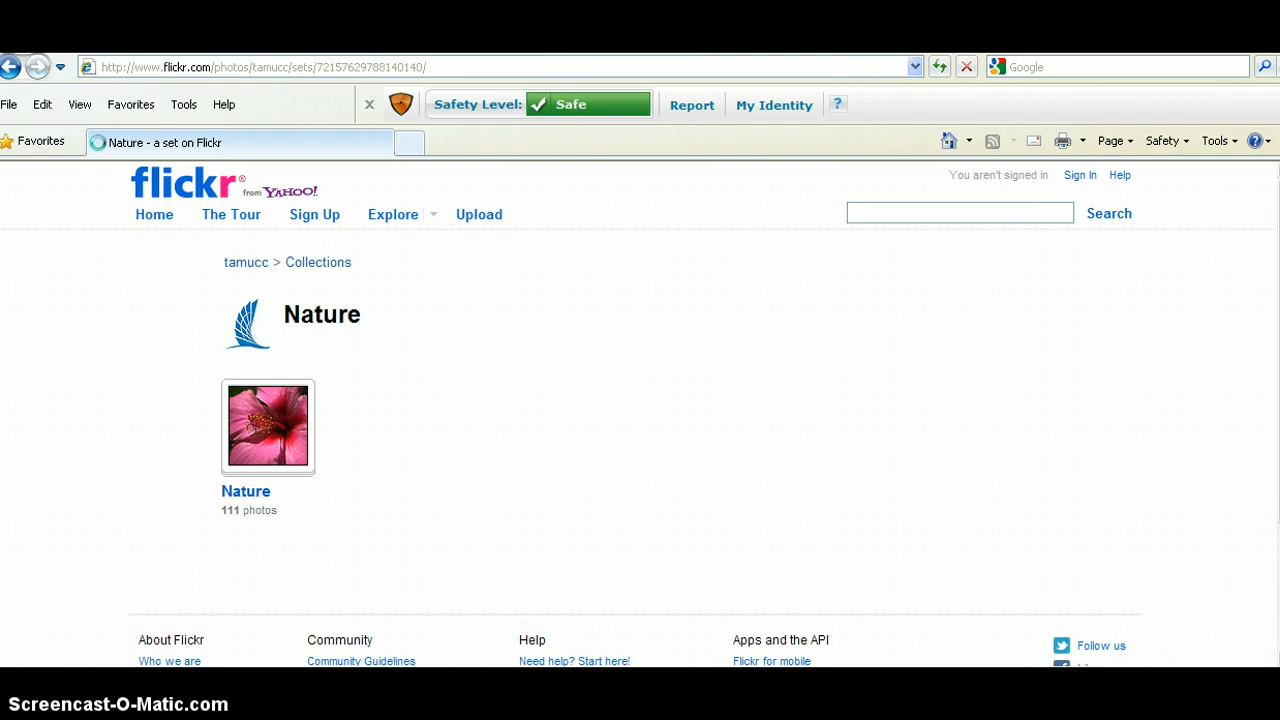 http://www.flickr.com/photos/tamucc/sets/72157629788140140/
Google
File Edit View Favorites Tools Help
Safety Level: Safe Report My Identity ?
Favorites Nature - a set on Flickr Page Safety Tools
flickr® from YAHOO!
You aren't signed in Sign In Help
Home The Tour Sign Up Explore Upload Search
tamucc > Collections
Nature
Nature
111 photos
About Flickr Community Help Apps and the API
Follow us
Who we are Community Guidelines Need help? Start here! Flickr for mobile
Screencast-O-Matic.com